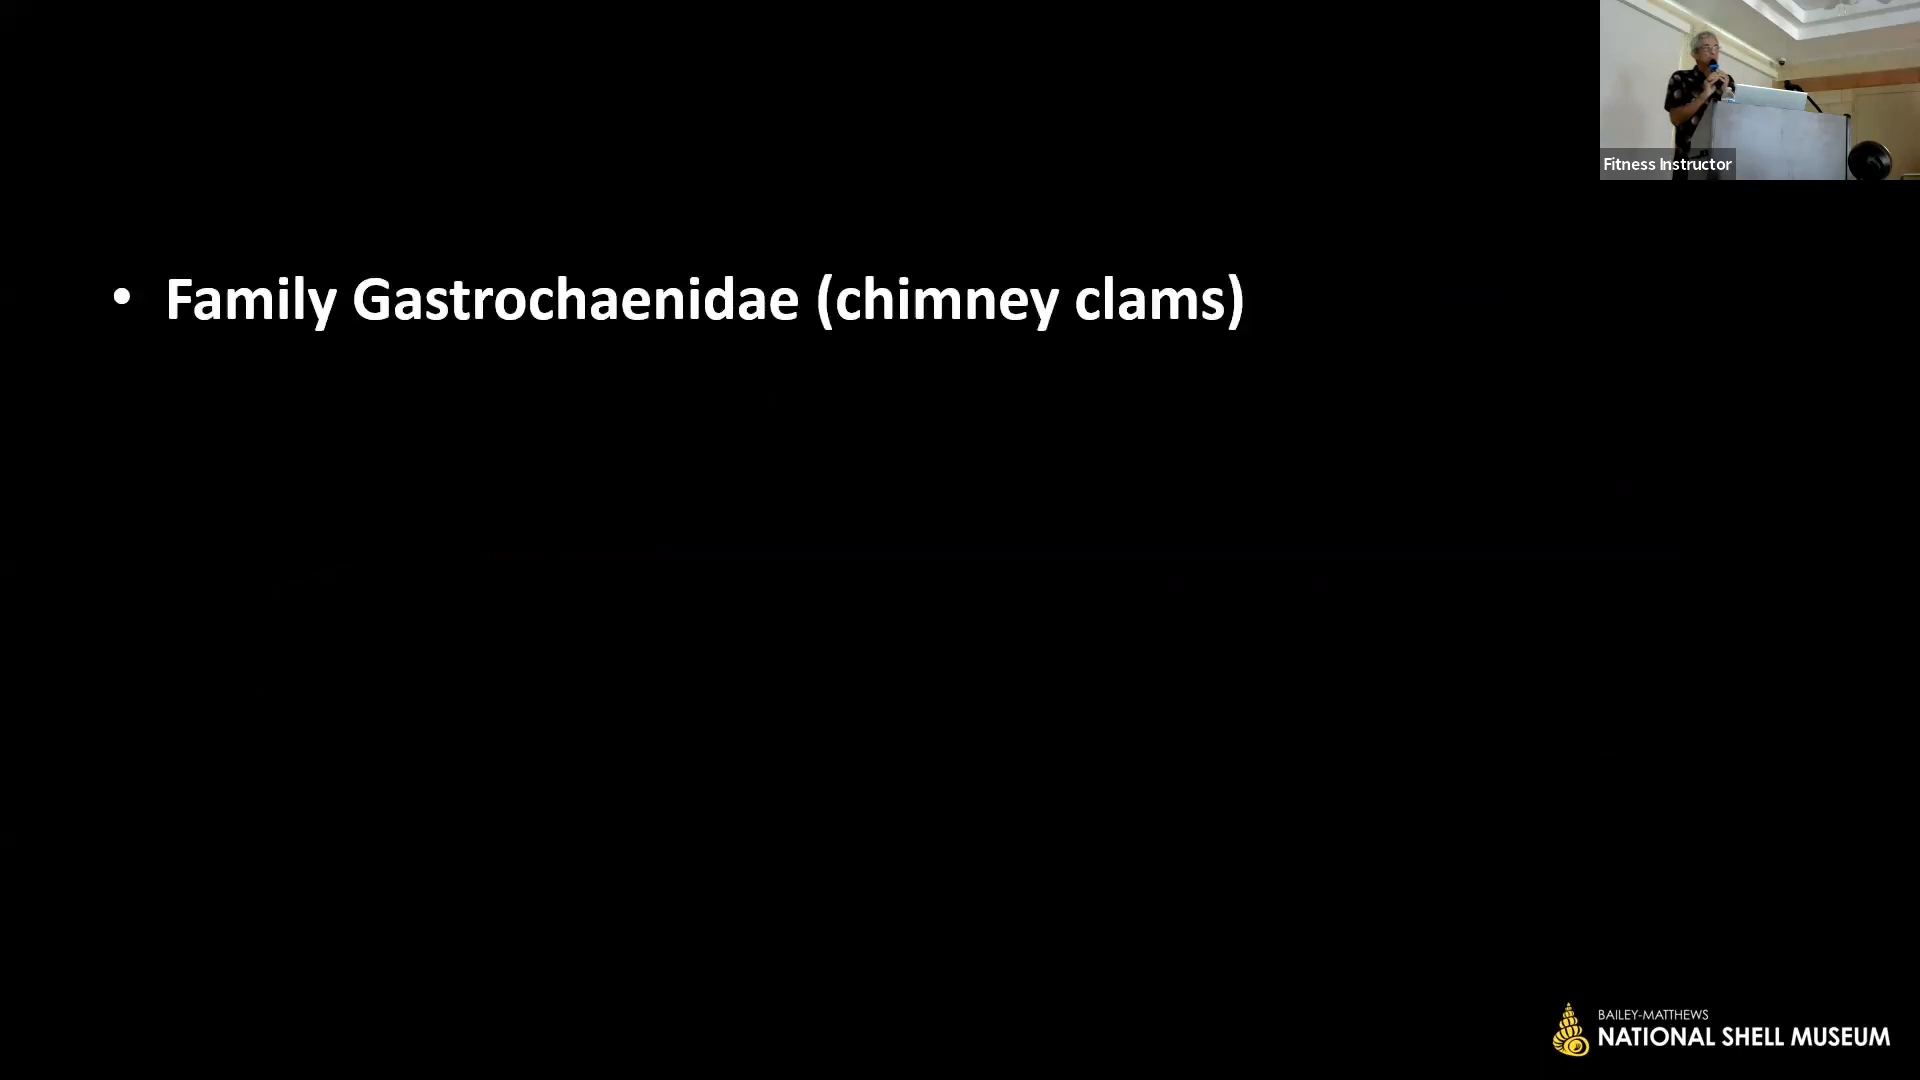 Fitness Instructor
• Family Gastrochaenidae (chimney clams)
BAILEY-MATTHEWS
NATIONAL SHELL MUSEUM